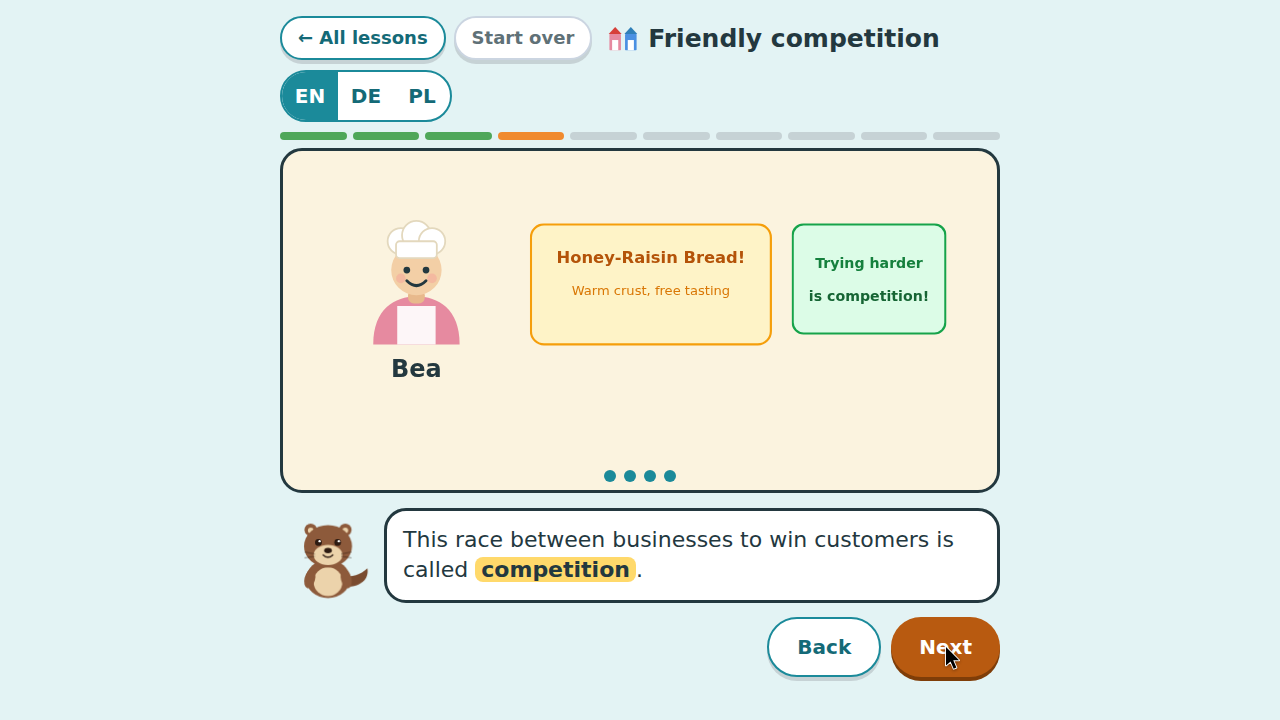 ← All lessons
Start over
Friendly competition
EN DE PL
Honey-Raisin Bread!
Warm crust, free tasting
Trying harder
is competition!
Bea
This race between businesses to win customers is
called competition.
Back
Next